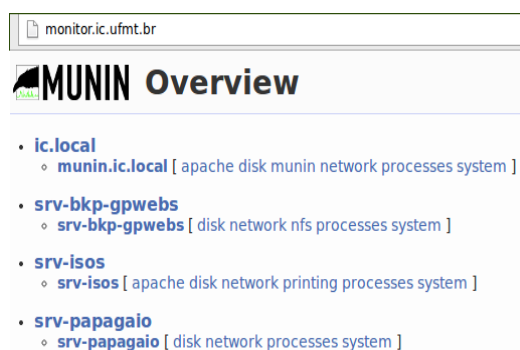 monitor.ic.ufmt.br
MUNIN Overview
ic.local
munin.ic.local [ apache disk munin network processes system ]
srv-bkp-gpwebs
srv-bkp-gpwebs [ disk network nfs processes system ]
srv-isos
srv-isos [ apache disk network printing processes system ]
srv-papagaio
srv-papagaio [ disk network processes system ]